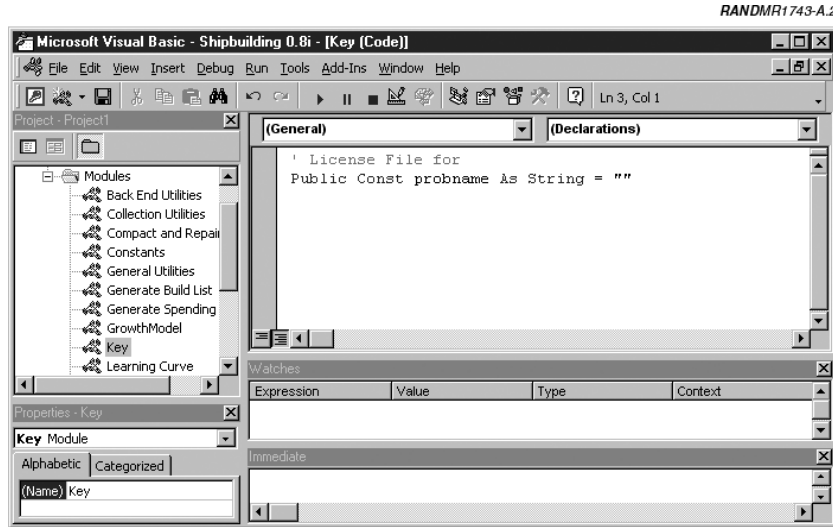 RANDMR1743-A.2
Microsoft Visual Basic - Shipbuilding 0.8i - [Key (Code)]
File Edit View Insert Debug Run Tools Add-Ins Window Help
Ln 3, Col 1
Project - Project1
(General)
(Declarations)
' License File for
Public Const probname As String = ""
Modules
Back End Utilities
Collection Utilities
Compact and Repair
Constants
General Utilities
Generate Build List
Generate Spending
GrowthModel
Key
Learning Curve
Properties - Key
Key Module
Alphabetic Categorized
(Name) Key
Watches
Expression Value Type Context
Immediate